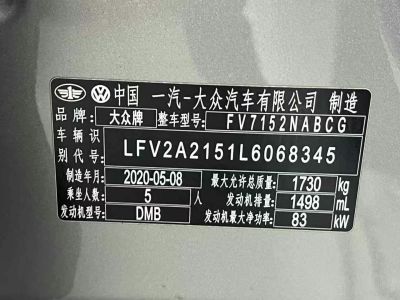 中国 一汽-大众汽车有限公司 制造
品牌: 大众牌 整车型号: FV7152NABCG
车辆识别代号: LFV2A2151L6068345
制造年月: 2020-05-08 最大允许总质量 1730 kg
乘坐人数: 5 人 发动机排量: 1498 mL
发动机型号: DMB 发动机最大净功率: 83 kW